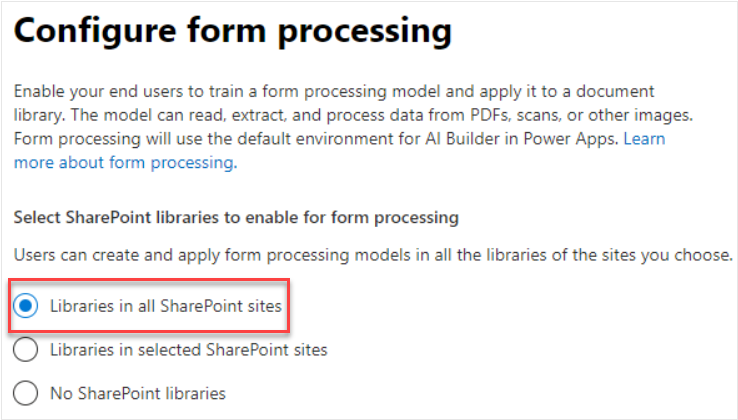 Configure form processing
Enable your end users to train a form processing model and apply it to a document
library. The model can read, extract, and process data from PDFs, scans, or other images.
Form processing will use the default environment for AI Builder in Power Apps. Learn
more about form processing.
Select SharePoint libraries to enable for form processing
Users can create and apply form processing models in all the libraries of the sites you choose.
Libraries in all SharePoint sites
Libraries in selected SharePoint sites
No SharePoint libraries